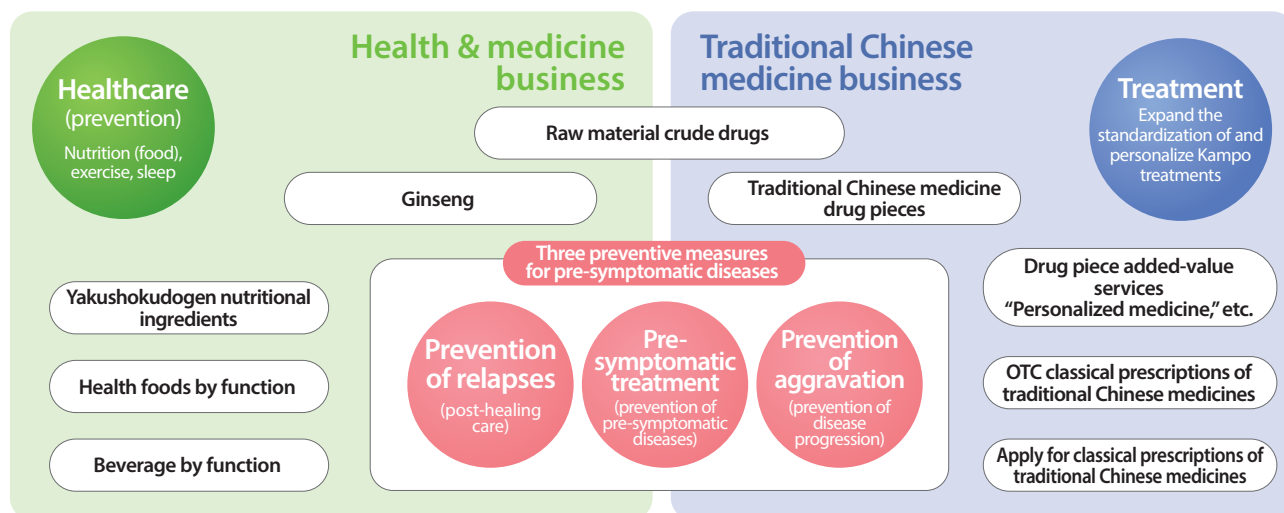 Health & medicine
business
Traditional Chinese
medicine business
Healthcare
(prevention)
Nutrition (food),
exercise, sleep
Treatment
Expand the
standardization of and
personalize Kampo
treatments
Raw material crude drugs
Ginseng
Traditional Chinese medicine
drug pieces
Three preventive measures
for pre-symptomatic diseases
Yakushokudogen nutritional
ingredients
Health foods by function
Beverage by function
Prevention
of relapses
(post-healing
care)
Pre-
symptomatic
treatment
(prevention of
pre-symptomatic
diseases)
Prevention
of
aggravation
(prevention of
disease
progression)
Drug piece added-value
services
“Personalized medicine,” etc.
OTC classical prescriptions of
traditional Chinese medicines
Apply for classical prescriptions of
traditional Chinese medicines